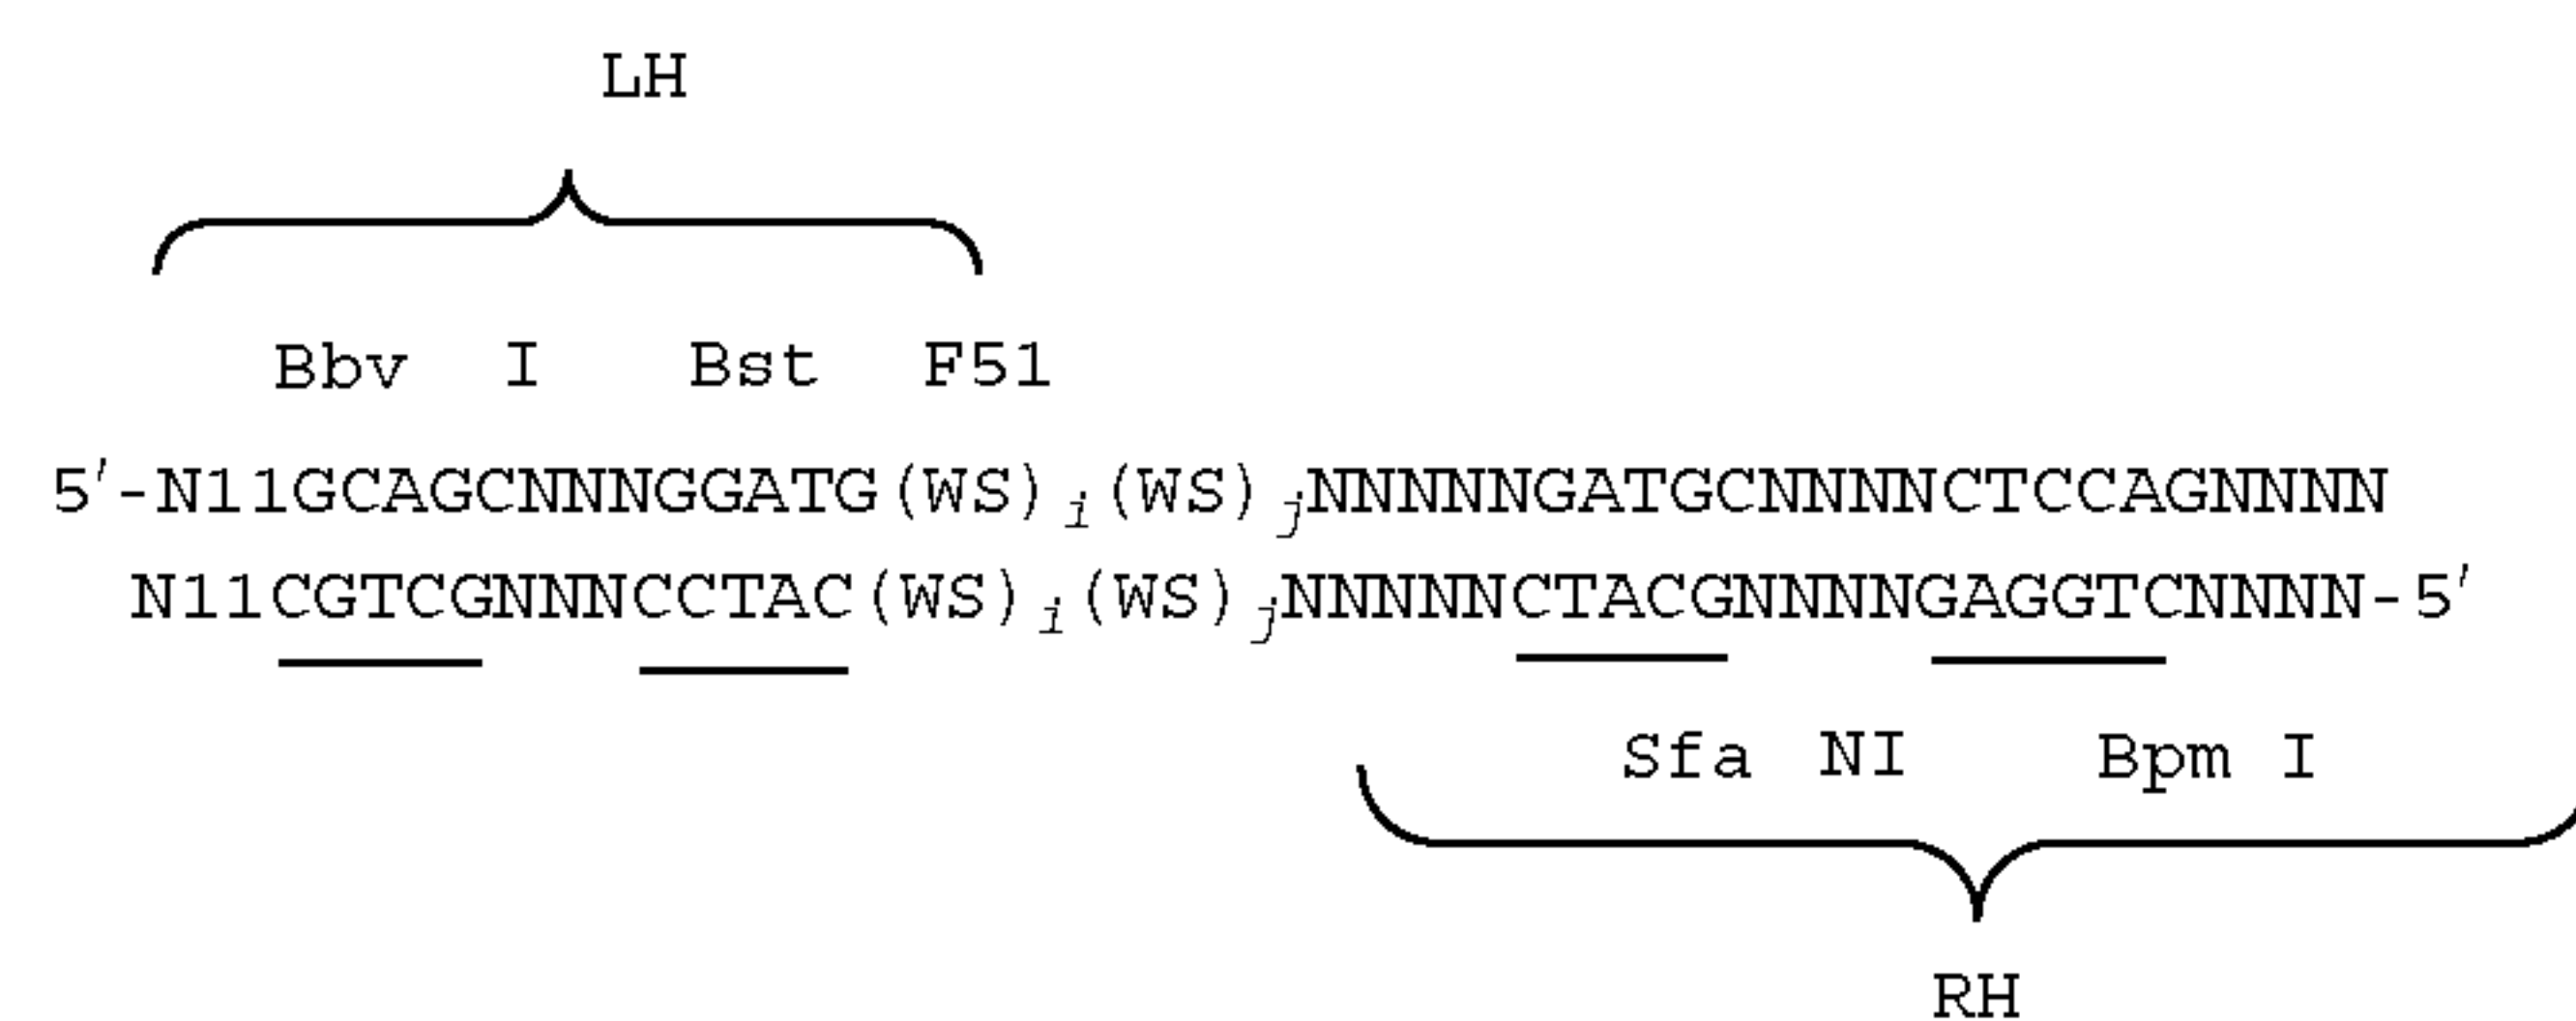 LH
Bbv I Bst F51
5'-N11GCAGCNNNGGATG(WS)i(WS)jNNNNNGATGCNNNNCTCCAGNNNN
N11CGTCGNNNCCTAC(WS)i(WS)jNNNNNCTACGNNNNGAGGTCNNNN-5'
Sfa NI Bpm I
RH